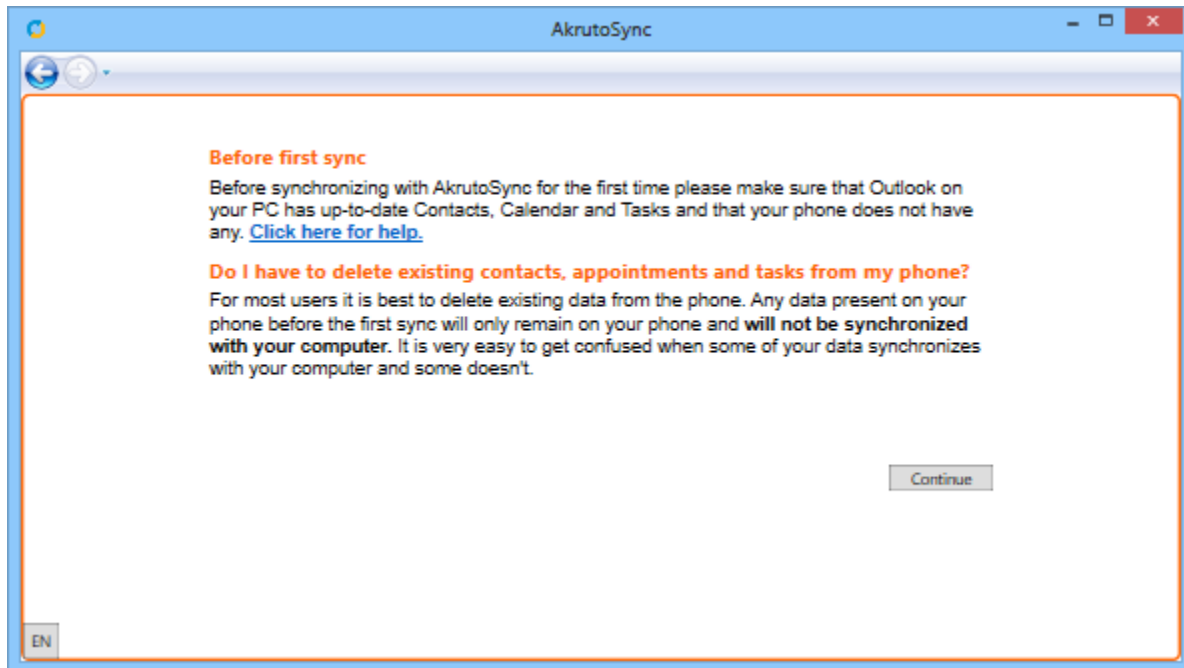 AkrutoSync
Before first sync
Before synchronizing with AkrutoSync for the first time please make sure that Outlook on
your PC has up-to-date Contacts, Calendar and Tasks and that your phone does not have
any. Click here for help.
Do I have to delete existing contacts, appointments and tasks from my phone?
For most users it is best to delete existing data from the phone. Any data present on your
phone before the first sync will only remain on your phone and will not be synchronized
with your computer. It is very easy to get confused when some of your data synchronizes
with your computer and some doesn't.
Continue
EN